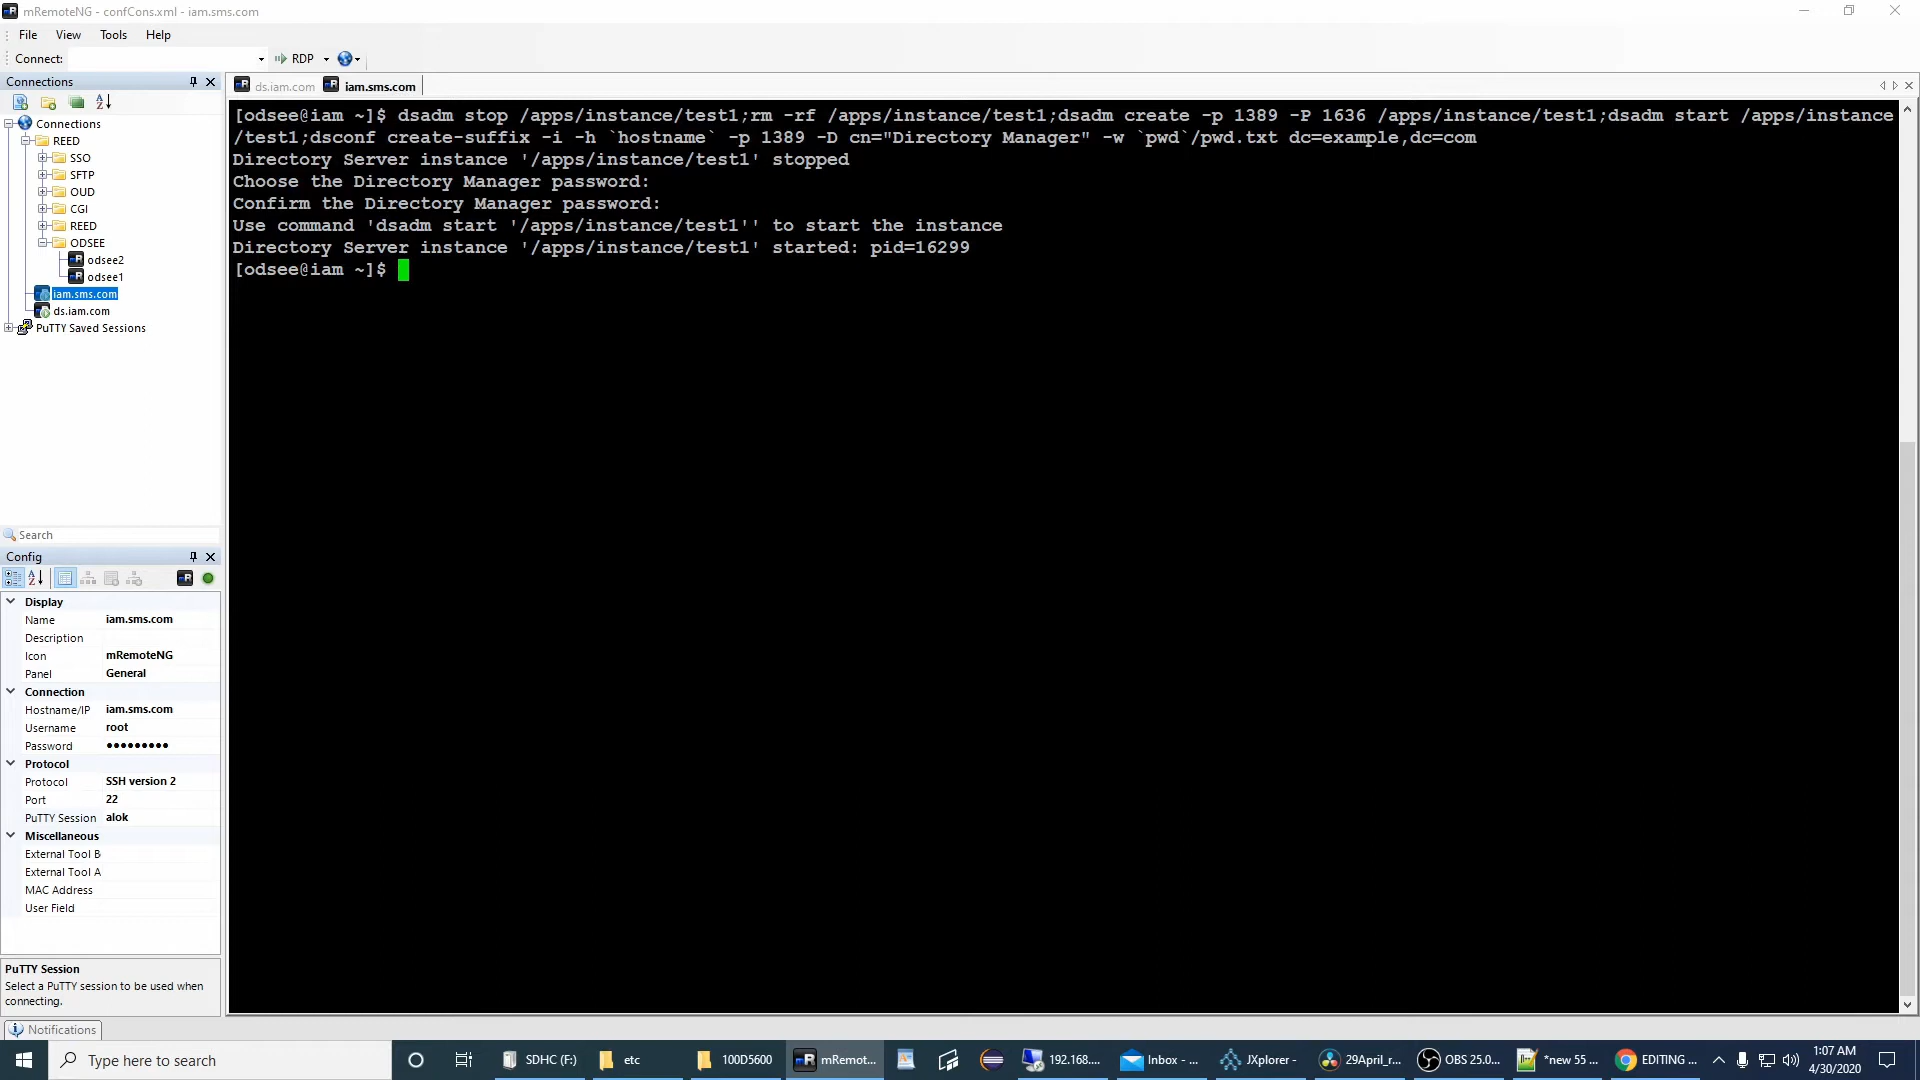 mRemoteNG - confCons.xml - iam.sms.com
File View Tools Help
Connect: RDP
Connections
ds.iam.com iam.sms.com
Connections
REED
SSO
SFTP
OUD
CGI
REED
ODSEE
odsee2
odsee1
iam.sms.com
ds.iam.com
PuTTY Saved Sessions
[odsee@iam ~]$ dsadm stop /apps/instance/test1;rm -rf /apps/instance/test1;dsadm create -p 1389 -P 1636 /apps/instance/test1;dsadm start /apps/instance
/test1;dsconf create-suffix -i -h `hostname` -p 1389 -D cn="Directory Manager" -w `pwd`/pwd.txt dc=example,dc=com
Directory Server instance '/apps/instance/test1' stopped
Choose the Directory Manager password:
Confirm the Directory Manager password:
Use command 'dsadm start '/apps/instance/test1'' to start the instance
Directory Server instance '/apps/instance/test1' started: pid=16299
[odsee@iam ~]$
Search
Config
Display
Name iam.sms.com
Description
Icon mRemoteNG
Panel General
Connection
Hostname/IP iam.sms.com
Username root
Password ●●●●●●●●●
Protocol
Protocol SSH version 2
Port 22
PuTTY Session alok
Miscellaneous
External Tool B
External Tool A
MAC Address
User Field
PuTTY Session
Select a PuTTY session to be used when
connecting.
Notifications
Type here to search
SDHC (F:) etc 100D5600 mRemot... 192.168.... Inbox - ... JXplorer - 29April_r... OBS 25.0... *new 55 ... EDITING ...
1:07 AM
4/30/2020